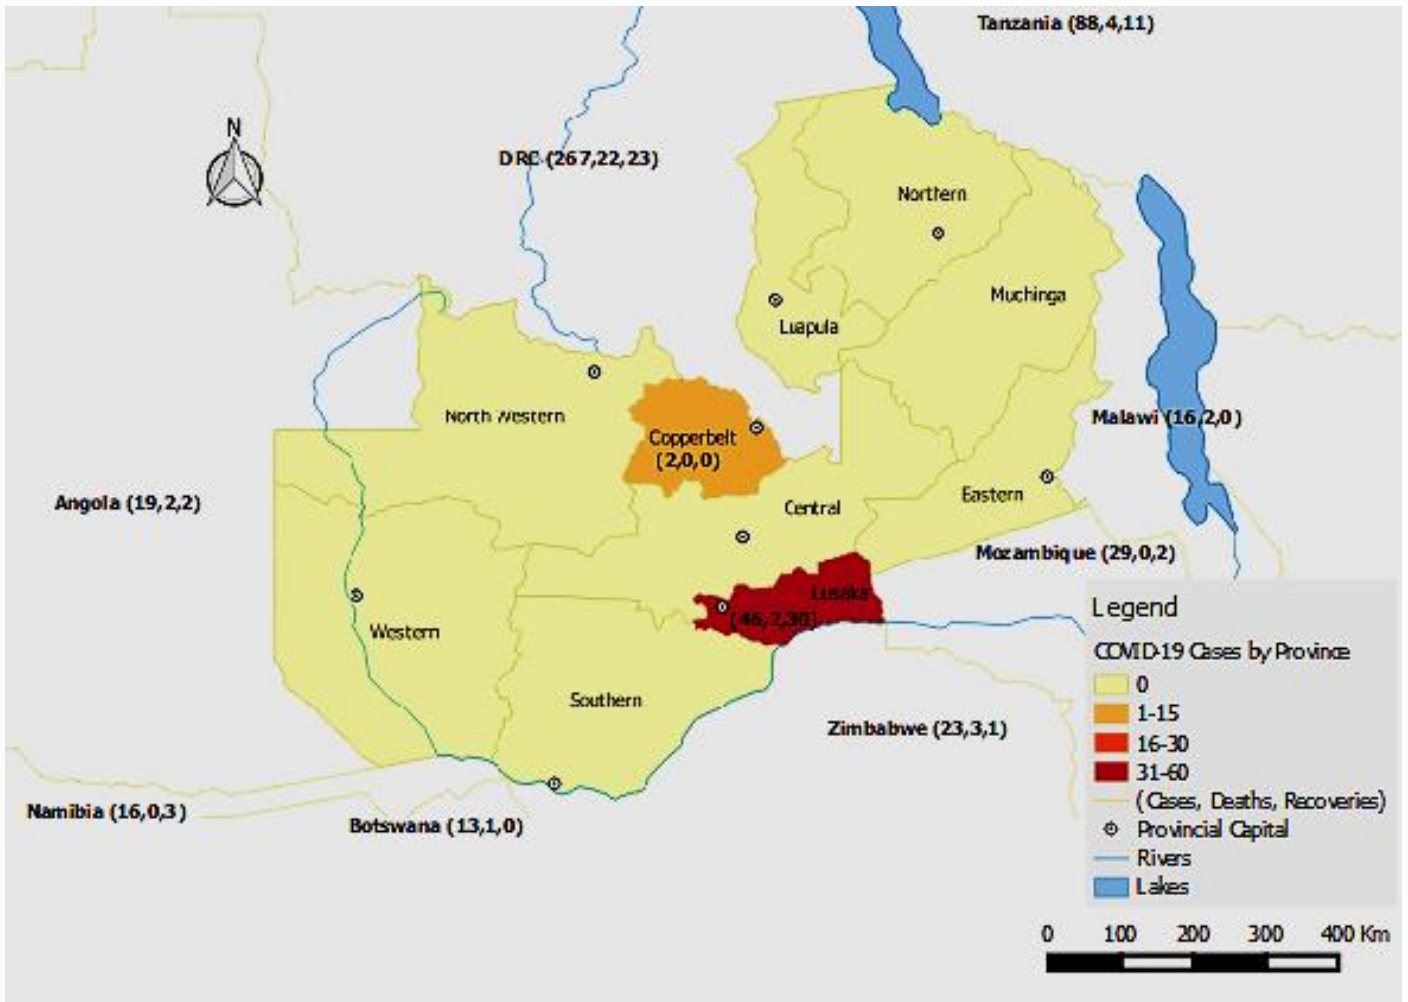 Tanzania (88,4,11)
N
DRC (267,22,23)
Northern
Muchinga
Luapula
North Western
Malawi (16,2,0)
Copperbelt
(2,0,0)
Eastern
Angola (19,2,2)
Central
Mozambique (29,0,2)
Lusaka
(46,2,30)
Western
Southern
Zimbabwe (23,3,1)
Namibia (16,0,3)
Botswana (13,1,0)
Legend
COVID-19 Cases by Province
0
1-15
16-30
31-60
(Cases, Deaths, Recoveries)
Provincial Capital
Rivers
Lakes
0 100 200 300 400 Km